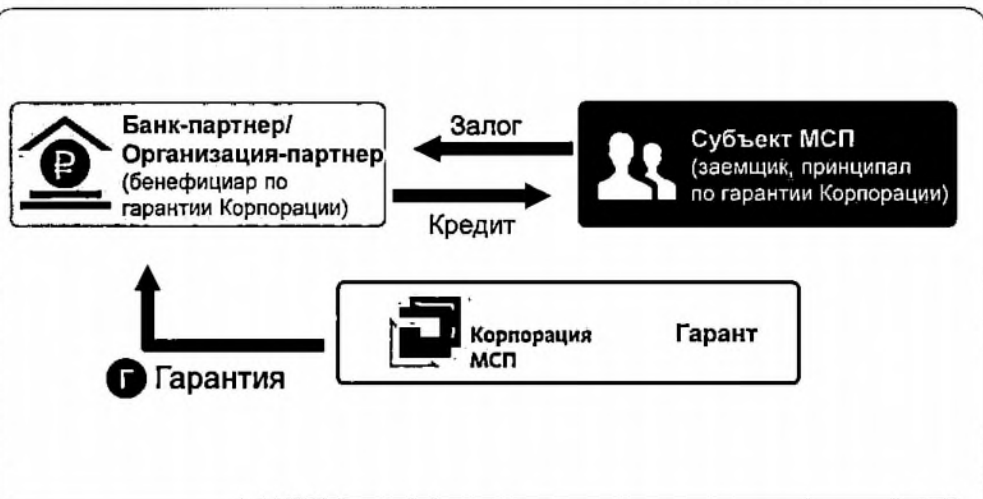 Банк-партнер/
Организация-партнер
(бенефициар по
гарантии Корпорации)
Залог
Кредит
Субъект МСП
(заемщик, принципал
по гарантии Корпорации)
Корпорация
МСП
Гарант
Г Гарантия